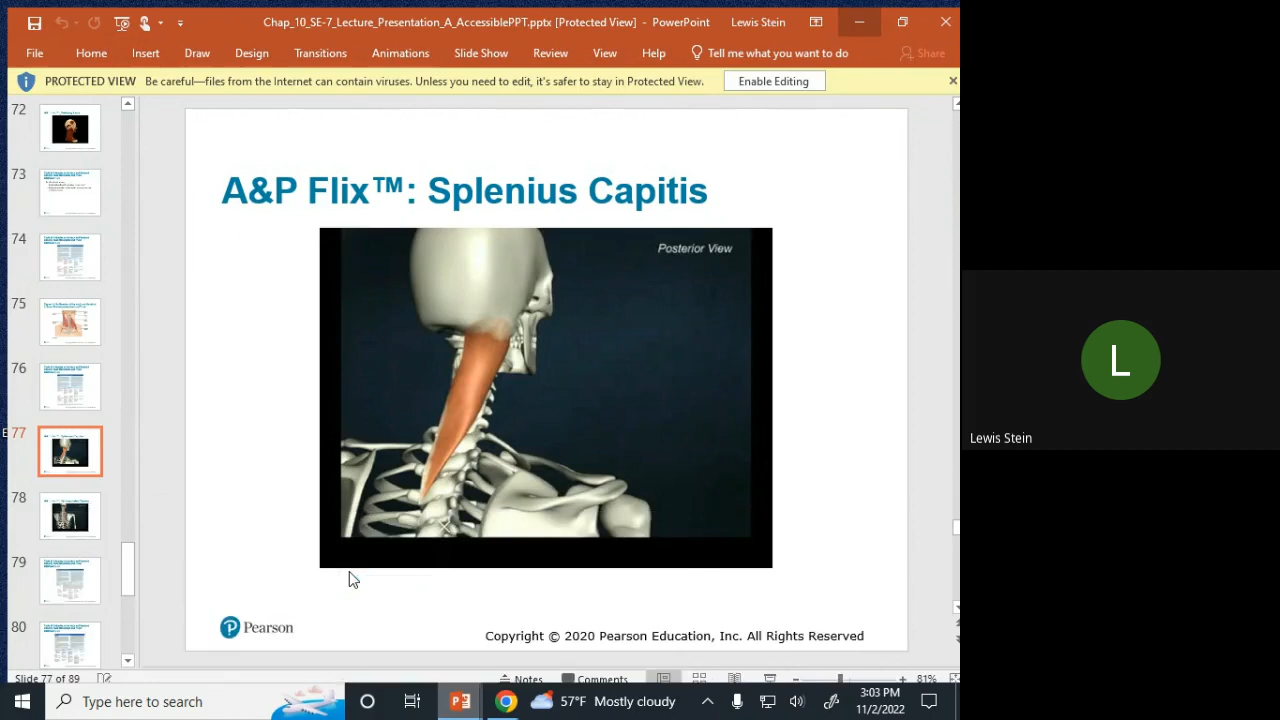 Chap_10_SE-7_Lecture_Presentation_A_AccessiblePPT.pptx [Protected View] - PowerPoint
Lewis Stein
File Home Insert Draw Design Transitions Animations Slide Show Review View Help Tell me what you want to do Share
PROTECTED VIEW Be careful—files from the Internet can contain viruses. Unless you need to edit, it's safer to stay in Protected View. Enable Editing
72
73
74
75
76
77
78
79
80
A&P Flix™: Splenius Capitis
Posterior View
Pearson
Copyright © 2020 Pearson Education, Inc. All Rights Reserved
L
Lewis Stein
Slide 77 of 89 Notes Comments 81%
Type here to search
57°F Mostly cloudy
3:03 PM
11/2/2022